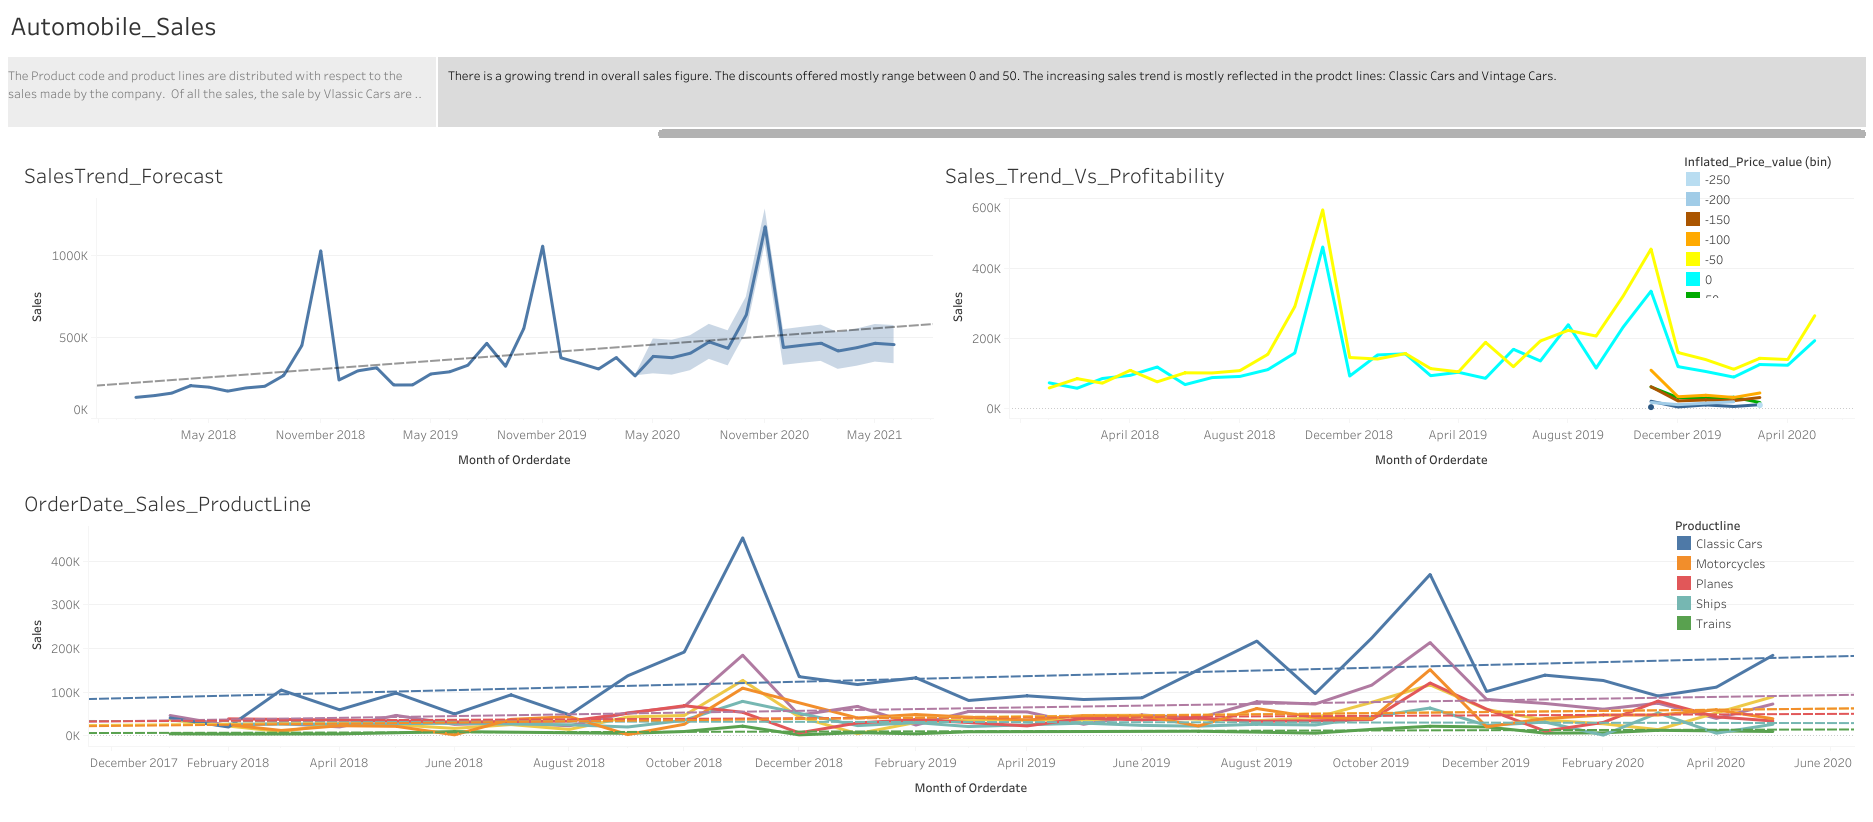 Automobile_Sales
The Product code and product lines are distributed with respect to the
sales made by the company.  Of all the sales, the sale by Vlassic Cars are ..
There is a growing trend in overall sales figure. The discounts offered mostly range between 0 and 50. The increasing sales trend is mostly reflected in the prodct lines: Classic Cars and Vintage Cars.
SalesTrend_Forecast
Sales
1000K
500K
0K
May 2018 November 2018 May 2019 November 2019 May 2020 November 2020 May 2021
Month of Orderdate
Sales_Trend_Vs_Profitability
Sales
600K
400K
200K
0K
April 2018 August 2018 December 2018 April 2019 August 2019 December 2019 April 2020
Month of Orderdate
Inflated_Price_value (bin)
-250
-200
-150
-100
-50
0
OrderDate_Sales_ProductLine
Sales
400K
300K
200K
100K
0K
December 2017 February 2018 April 2018 June 2018 August 2018 October 2018 December 2018 February 2019 April 2019 June 2019 August 2019 October 2019 December 2019 February 2020 April 2020 June 2020
Month of Orderdate
Productline
Classic Cars
Motorcycles
Planes
Ships
Trains